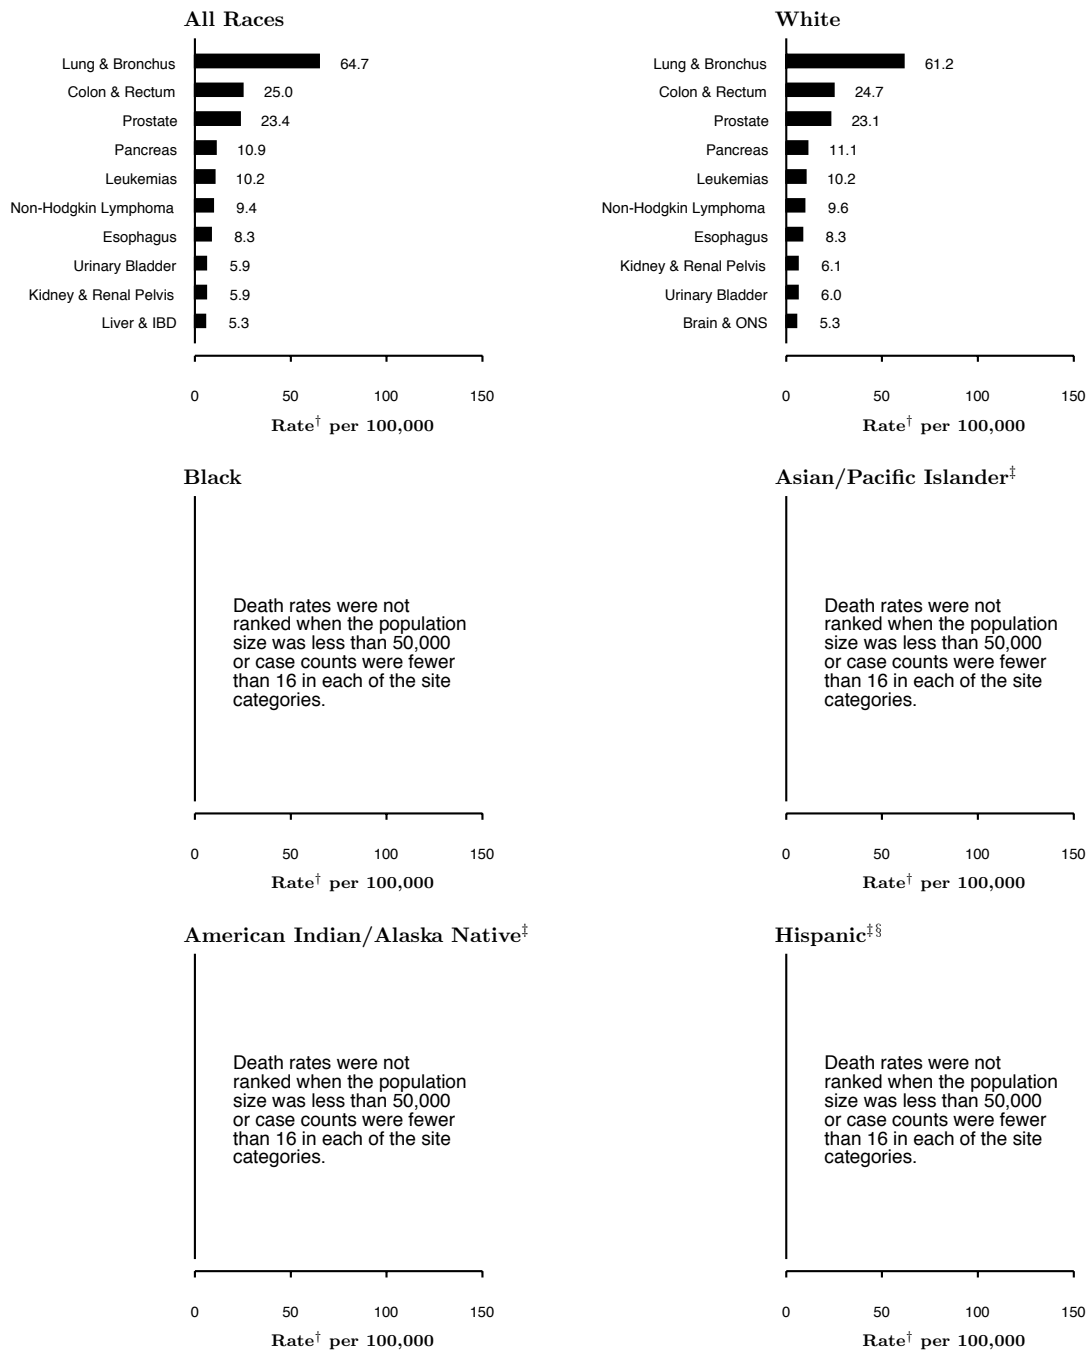 All Races
Lung & Bronchus 64.7
Colon & Rectum 25.0
Prostate 23.4
Pancreas 10.9
Leukemias 10.2
Non-Hodgkin Lymphoma 9.4
Esophagus 8.3
Urinary Bladder 5.9
Kidney & Renal Pelvis 5.9
Liver & IBD 5.3
0 50 100 150
Rate† per 100,000
White
Lung & Bronchus 61.2
Colon & Rectum 24.7
Prostate 23.1
Pancreas 11.1
Leukemias 10.2
Non-Hodgkin Lymphoma 9.6
Esophagus 8.3
Kidney & Renal Pelvis 6.1
Urinary Bladder 6.0
Brain & ONS 5.3
0 50 100 150
Rate† per 100,000
Black
Death rates were not
ranked when the population
size was less than 50,000
or case counts were fewer
than 16 in each of the site
categories.
0 50 100 150
Rate† per 100,000
Asian/Pacific Islander‡
Death rates were not
ranked when the population
size was less than 50,000
or case counts were fewer
than 16 in each of the site
categories.
0 50 100 150
Rate† per 100,000
American Indian/Alaska Native‡
Death rates were not
ranked when the population
size was less than 50,000
or case counts were fewer
than 16 in each of the site
categories.
0 50 100 150
Rate† per 100,000
Hispanic‡§
Death rates were not
ranked when the population
size was less than 50,000
or case counts were fewer
than 16 in each of the site
categories.
0 50 100 150
Rate† per 100,000